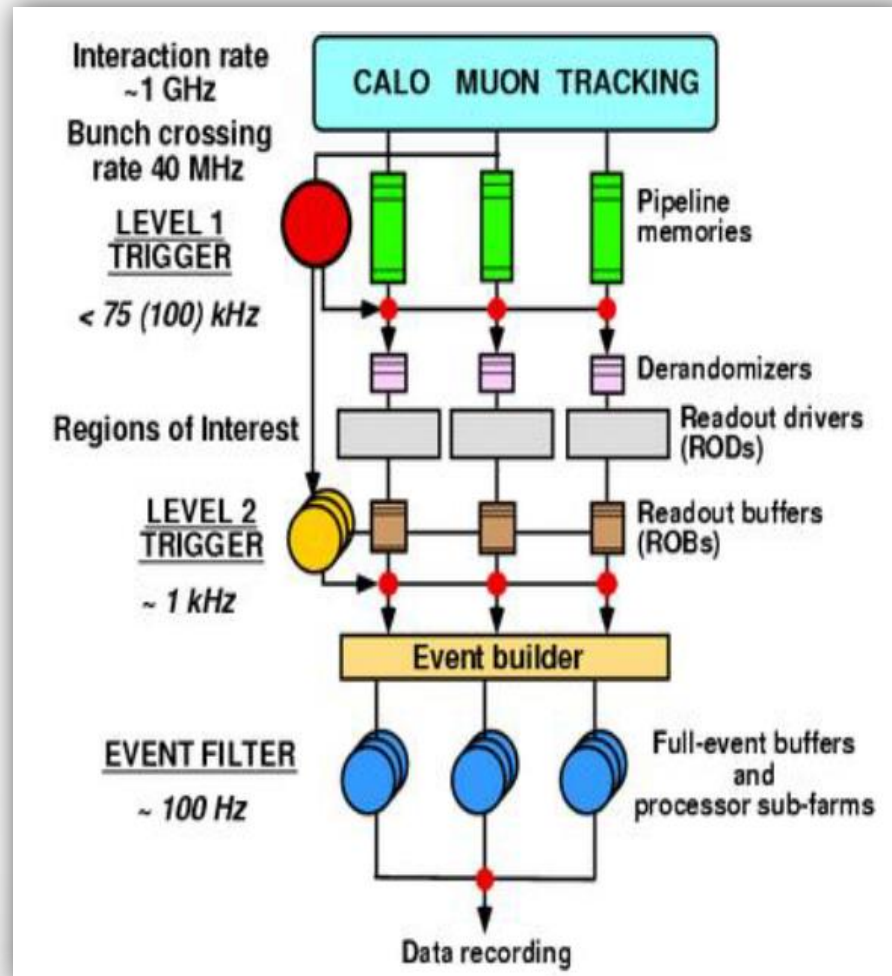 Interaction rate
~1 GHz
CALO MUON TRACKING
Bunch crossing
rate 40 MHz
LEVEL 1
TRIGGER
Pipeline
memories
< 75 (100) kHz
Derandomizers
Regions of Interest
Readout drivers
(RODs)
LEVEL 2
TRIGGER
Readout buffers
(ROBs)
~ 1 kHz
Event builder
EVENT FILTER
~ 100 Hz
Full-event buffers
and
processor sub-farms
Data recording